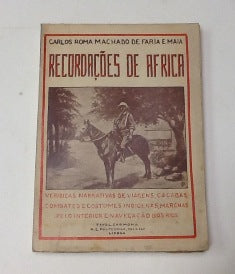 CARLOS ROMA MACHADO DE FARIA E MAIA
RECORDAÇÕES DE AFRICA
VERIDICAS NARRATIVAS DE VIAGENS, CAÇADAS,
COMBATES E COSTUMES INDIGENAS, MARCHAS
PELO INTERIOR E NAVEGAÇÃO DOS RIOS
LISBOA